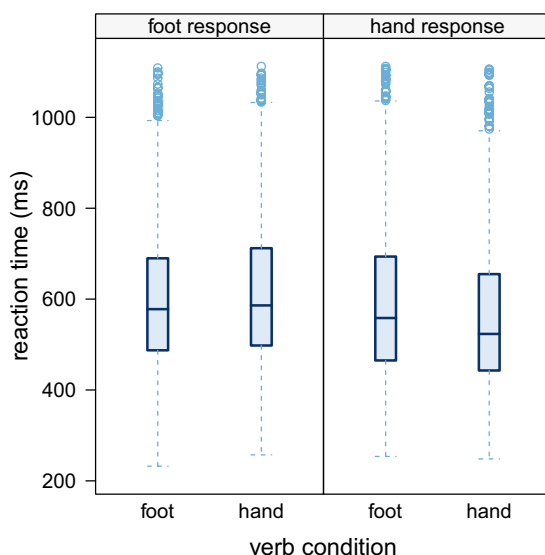 foot response hand response
1000
800
600
400
200
reaction time (ms)
foot hand foot hand
verb condition